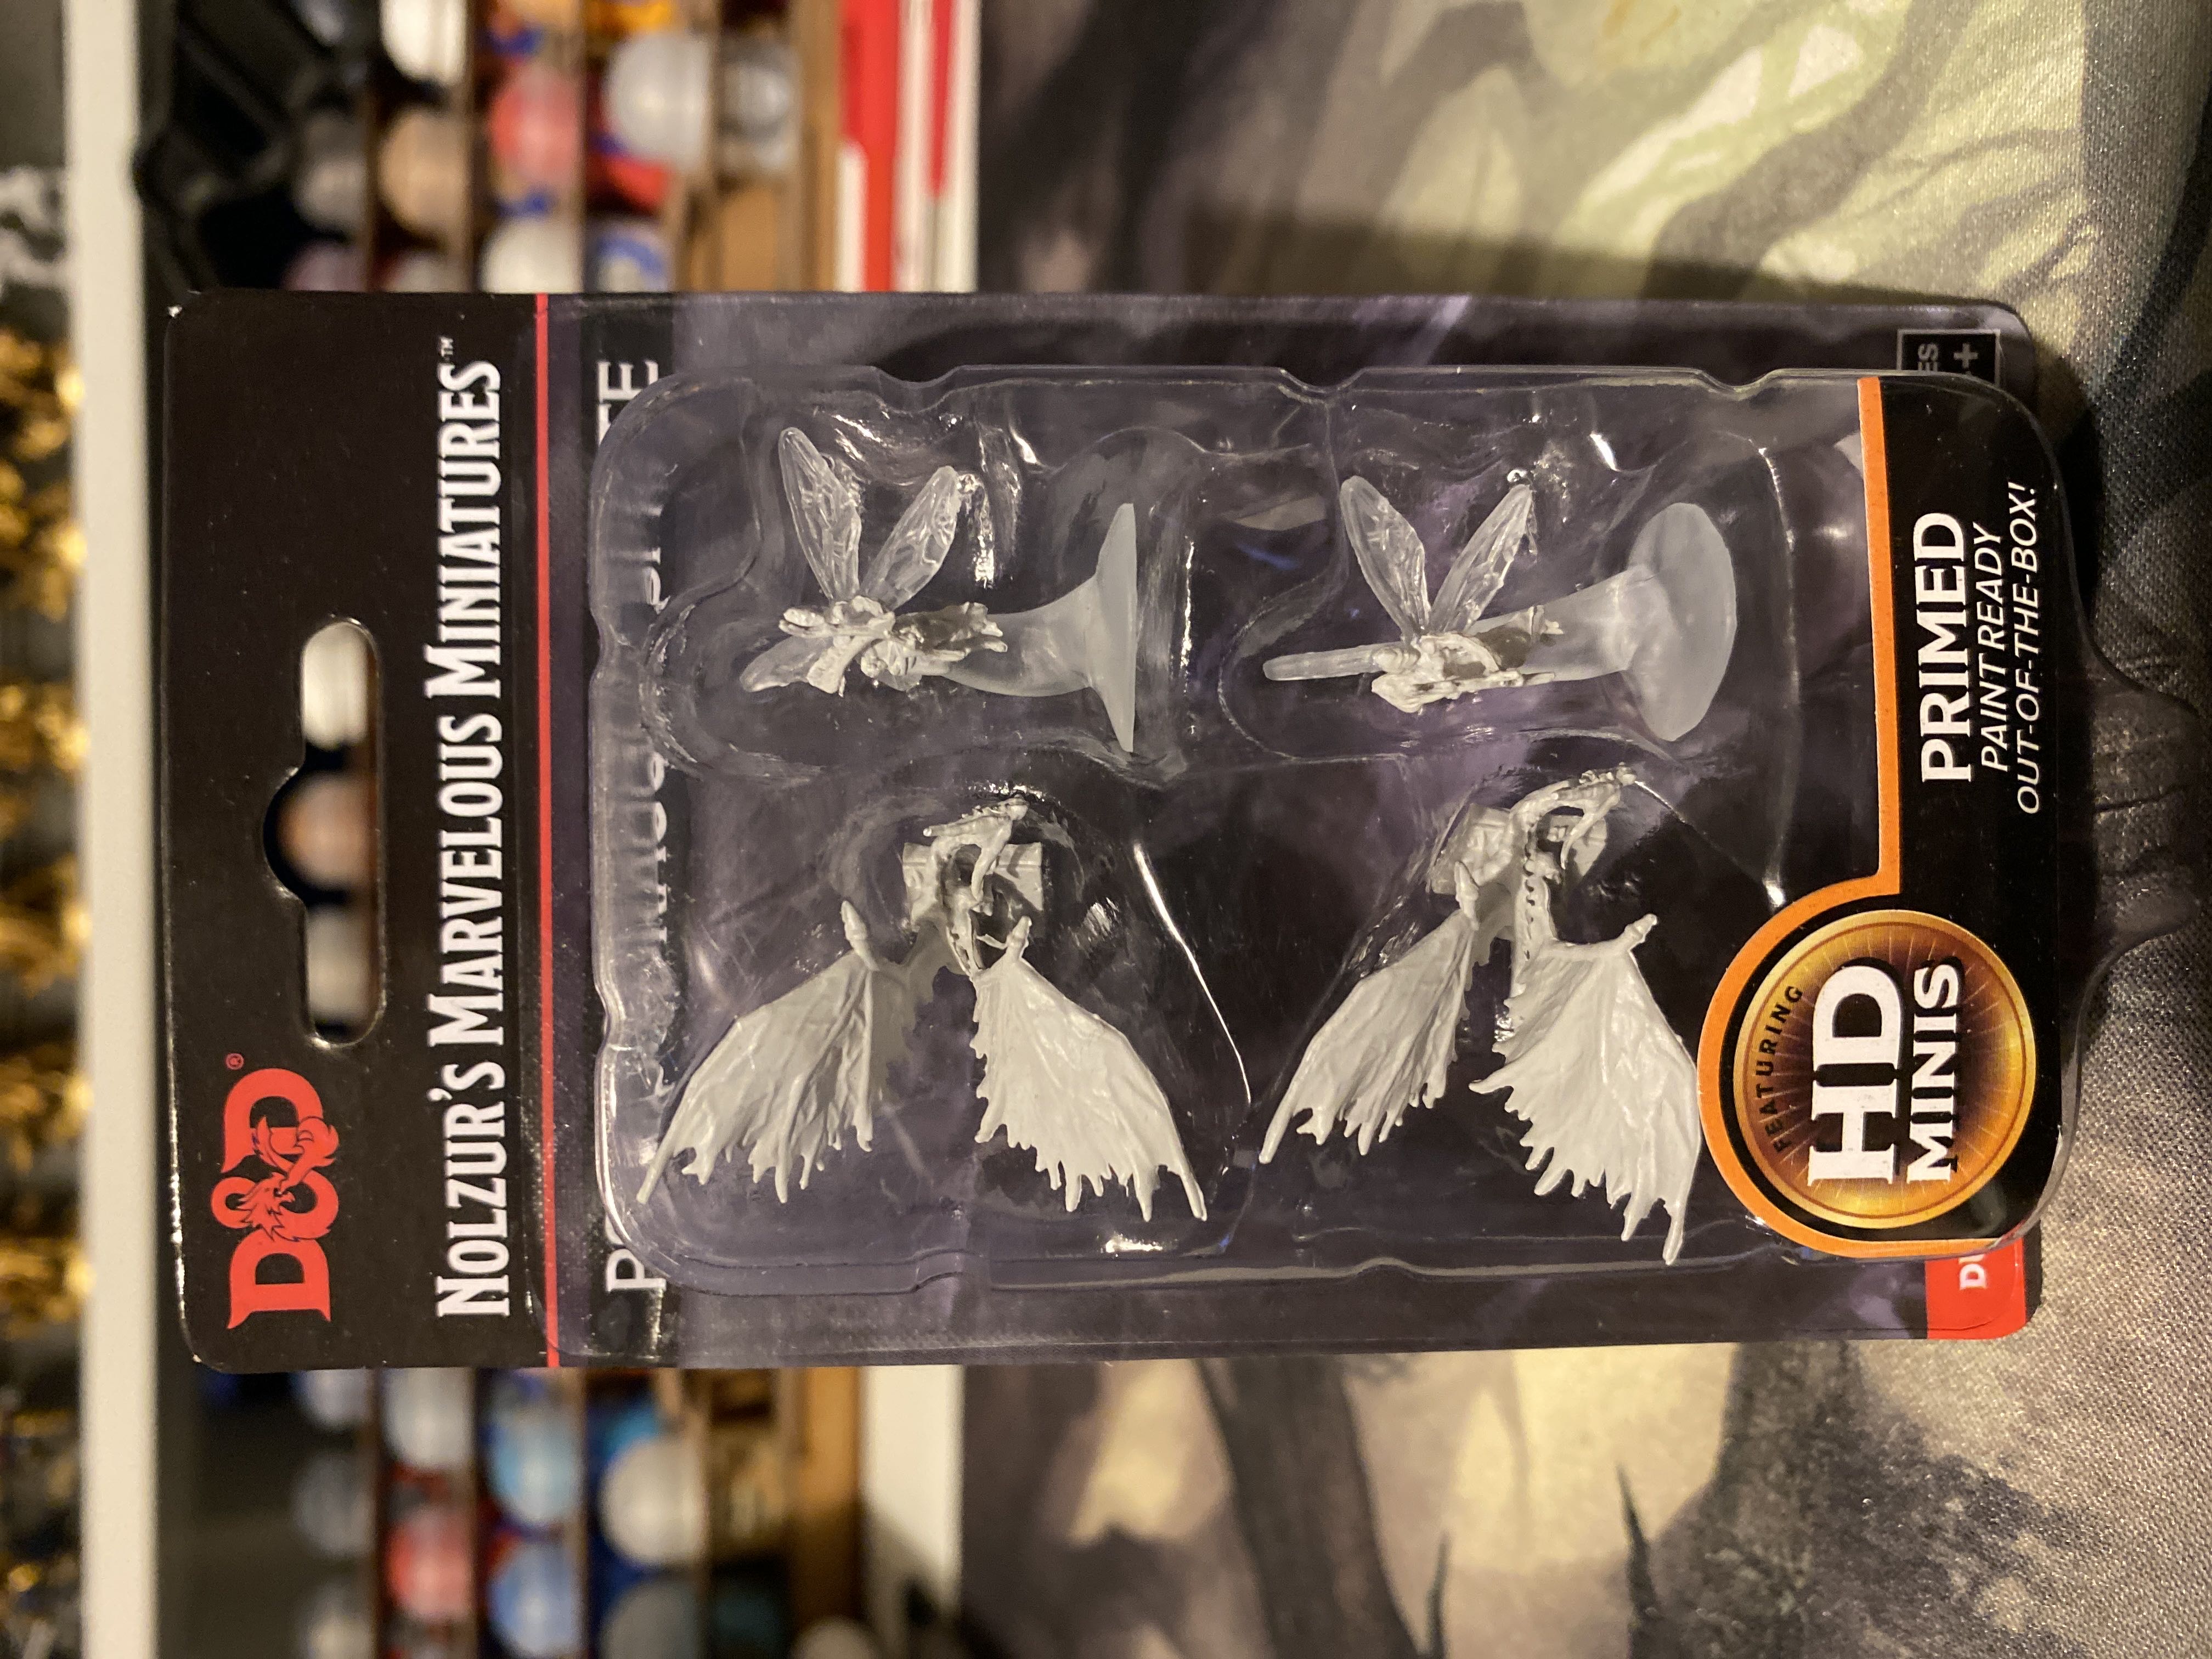 D&D®
NOLZUR'S MARVELOUS MINIATURES™
PRIMED
PAINT READY
OUT-OF-THE-BOX!
FEATURING
HD
MINIS